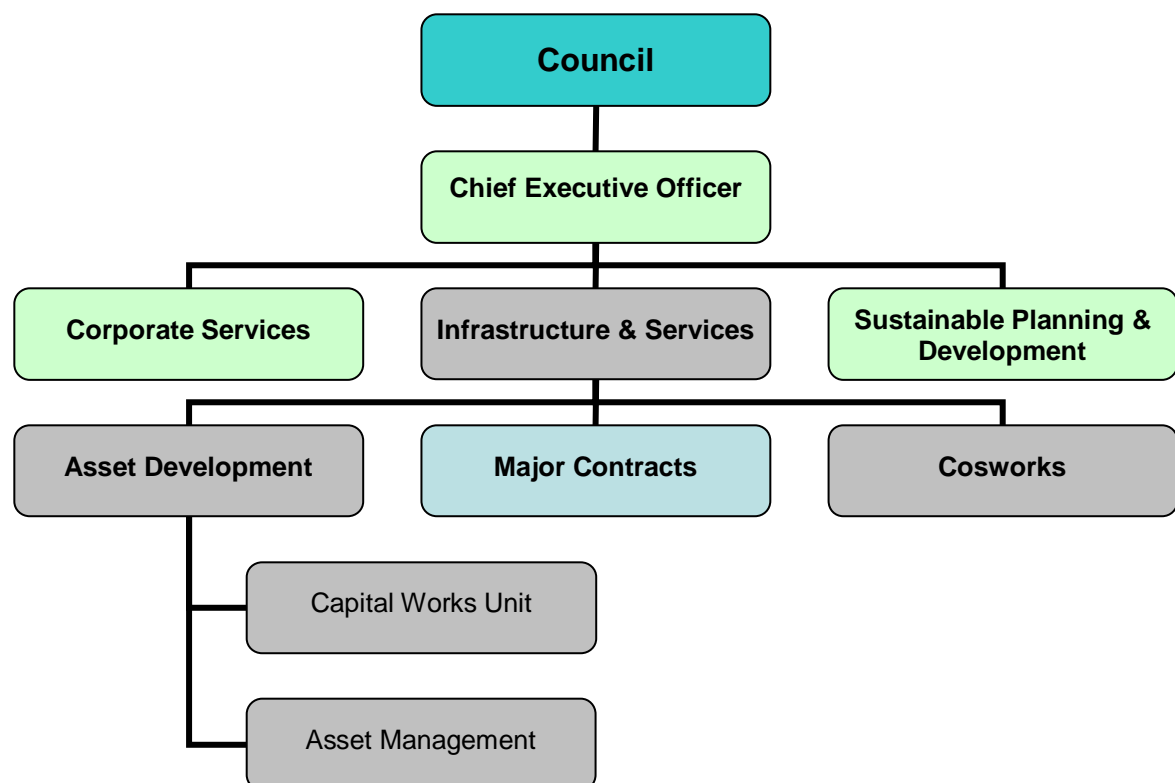 Council
Chief Executive Officer
Corporate Services
Infrastructure & Services
Sustainable Planning &
Development
Asset Development
Major Contracts
Cosworks
Capital Works Unit
Asset Management